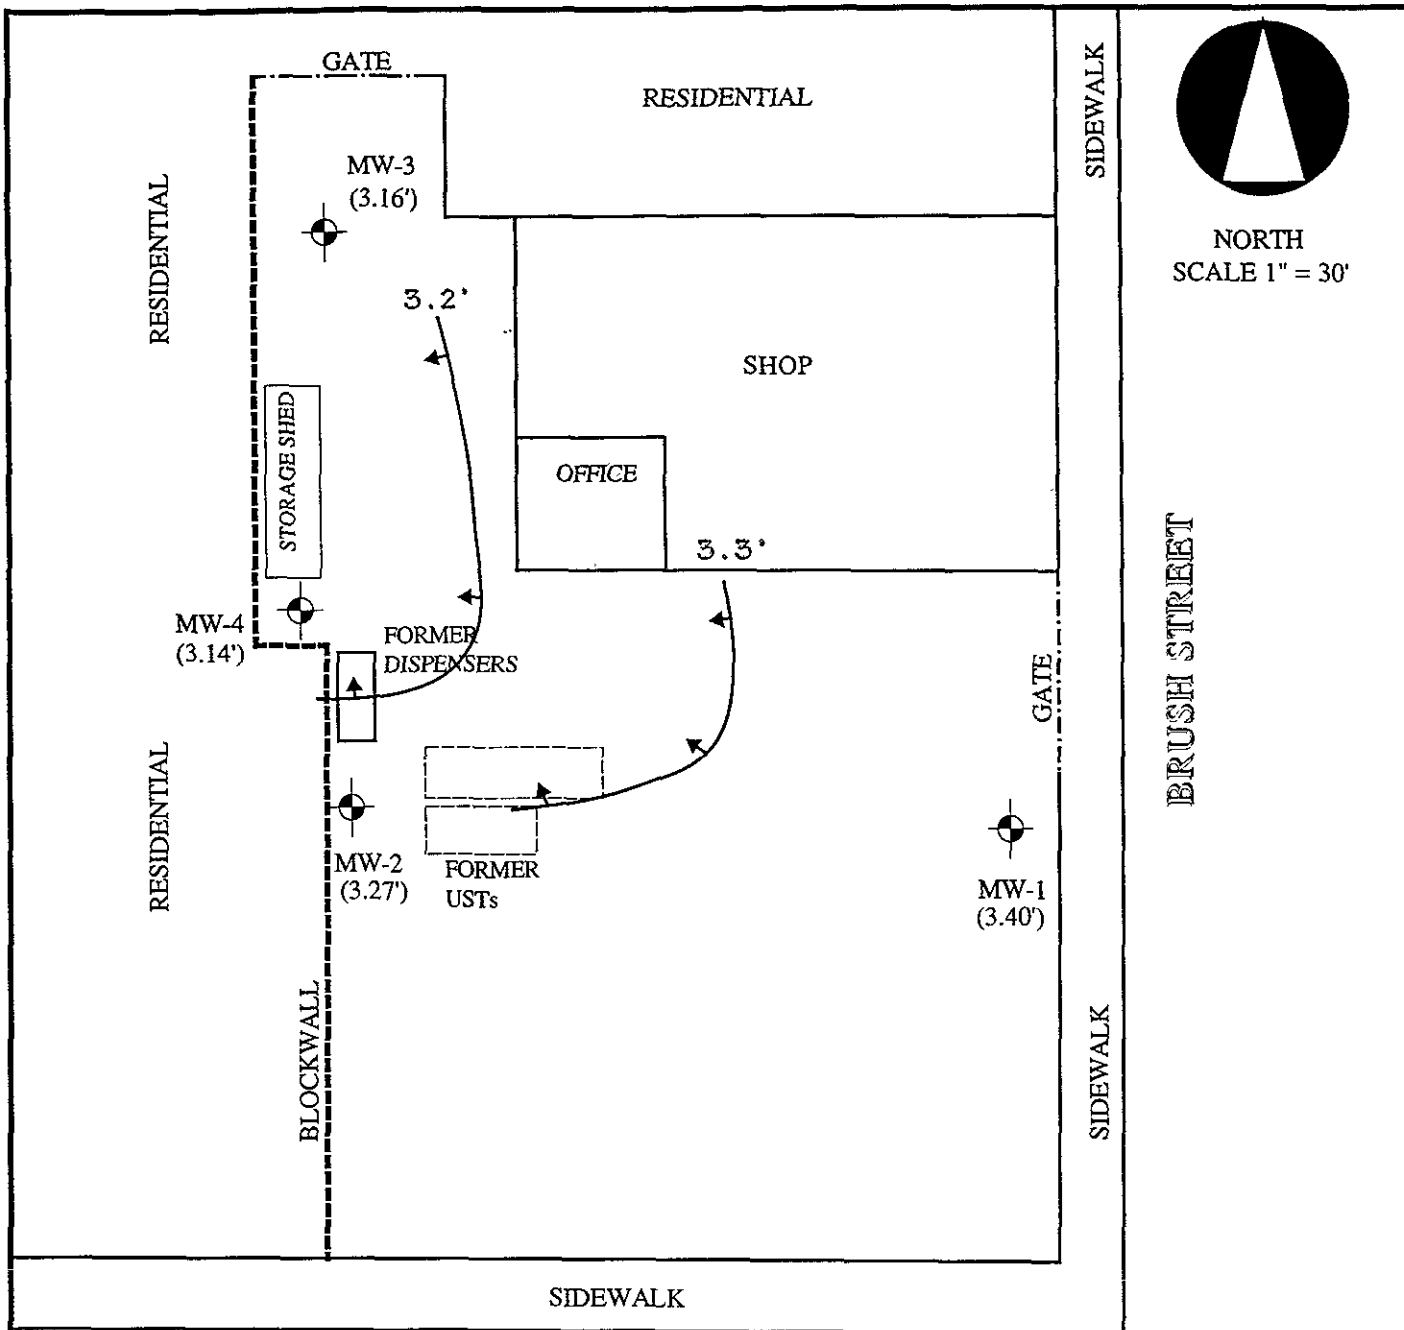 GATE
RESIDENTIAL
SIDEWALK
MW-3
(3.16')
RESIDENTIAL
NORTH
SCALE 1" = 30'
3.2'
SHOP
STORAGE SHED
OFFICE
3.3'
BRUSH STREET
MW-4
(3.14')
FORMER
DISPENSERS
GATE
RESIDENTIAL
MW-2
(3.27')
FORMER
USTs
MW-1
(3.40')
BLOCKWALL
SIDEWALK
SIDEWALK